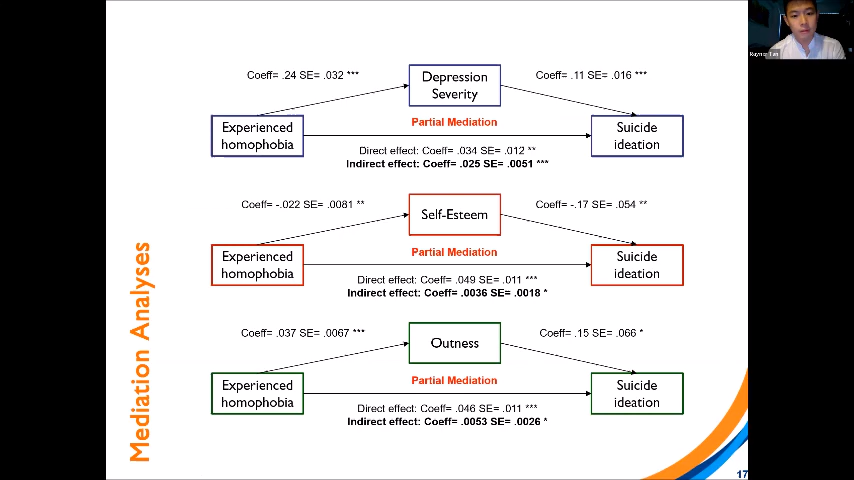 Coeff= .24 SE= .032 ***
Depression
Severity
Coeff= .11 SE= .016 ***
Experienced
homophobia
Partial Mediation
Suicide
ideation
Direct effect: Coeff= .034 SE= .012 **
Indirect effect: Coeff= .025 SE= .0051 ***
Coeff= -.022 SE= .0081 **
Self-Esteem
Coeff= -.17 SE= .054 **
Experienced
homophobia
Partial Mediation
Suicide
ideation
Direct effect: Coeff= .049 SE= .011 ***
Indirect effect: Coeff= .0036 SE= .0018 *
Coeff= .037 SE= .0067 ***
Outness
Coeff= .15 SE= .066 *
Experienced
homophobia
Partial Mediation
Suicide
ideation
Direct effect: Coeff= .046 SE= .011 ***
Indirect effect: Coeff= .0053 SE= .0026 *
Mediation Analyses
17